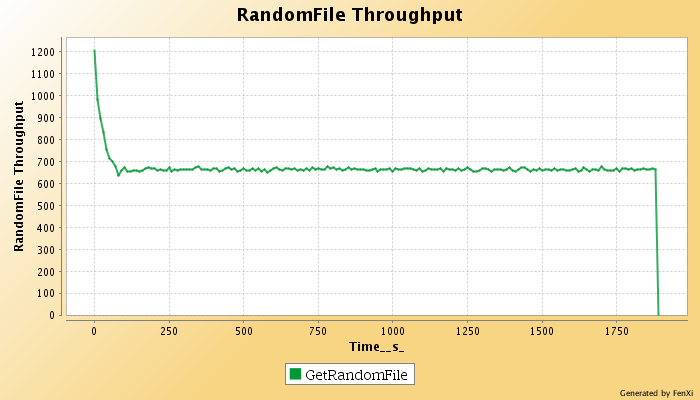 RandomFile Throughput
RandomFile Throughput
1200
1100
1000
900
800
700
600
500
400
300
200
100
0
0 250 500 750 1000 1250 1500 1750
Time__s_
GetRandomFile
Generated by FenXi